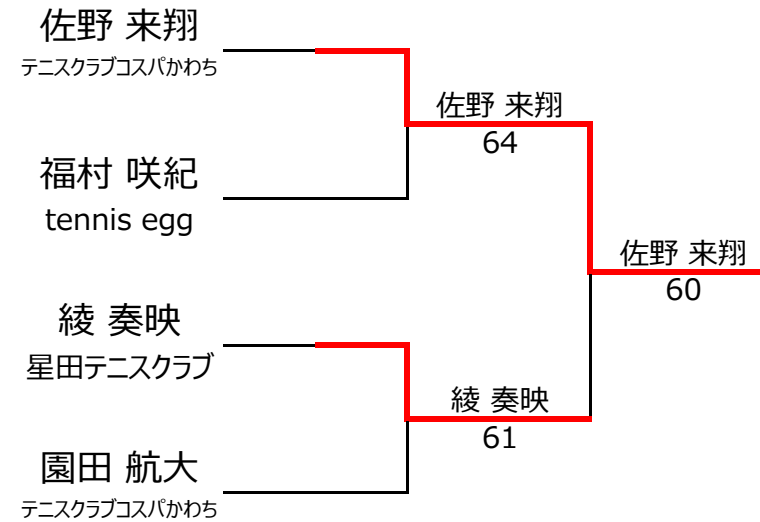 佐野 来翔
テニスクラブコスパかわち
福村 咲紀
tennis egg
綾 奏映
星田テニスクラブ
園田 航大
テニスクラブコスパかわち
佐野 来翔
64
綾 奏映
61
佐野 来翔
60